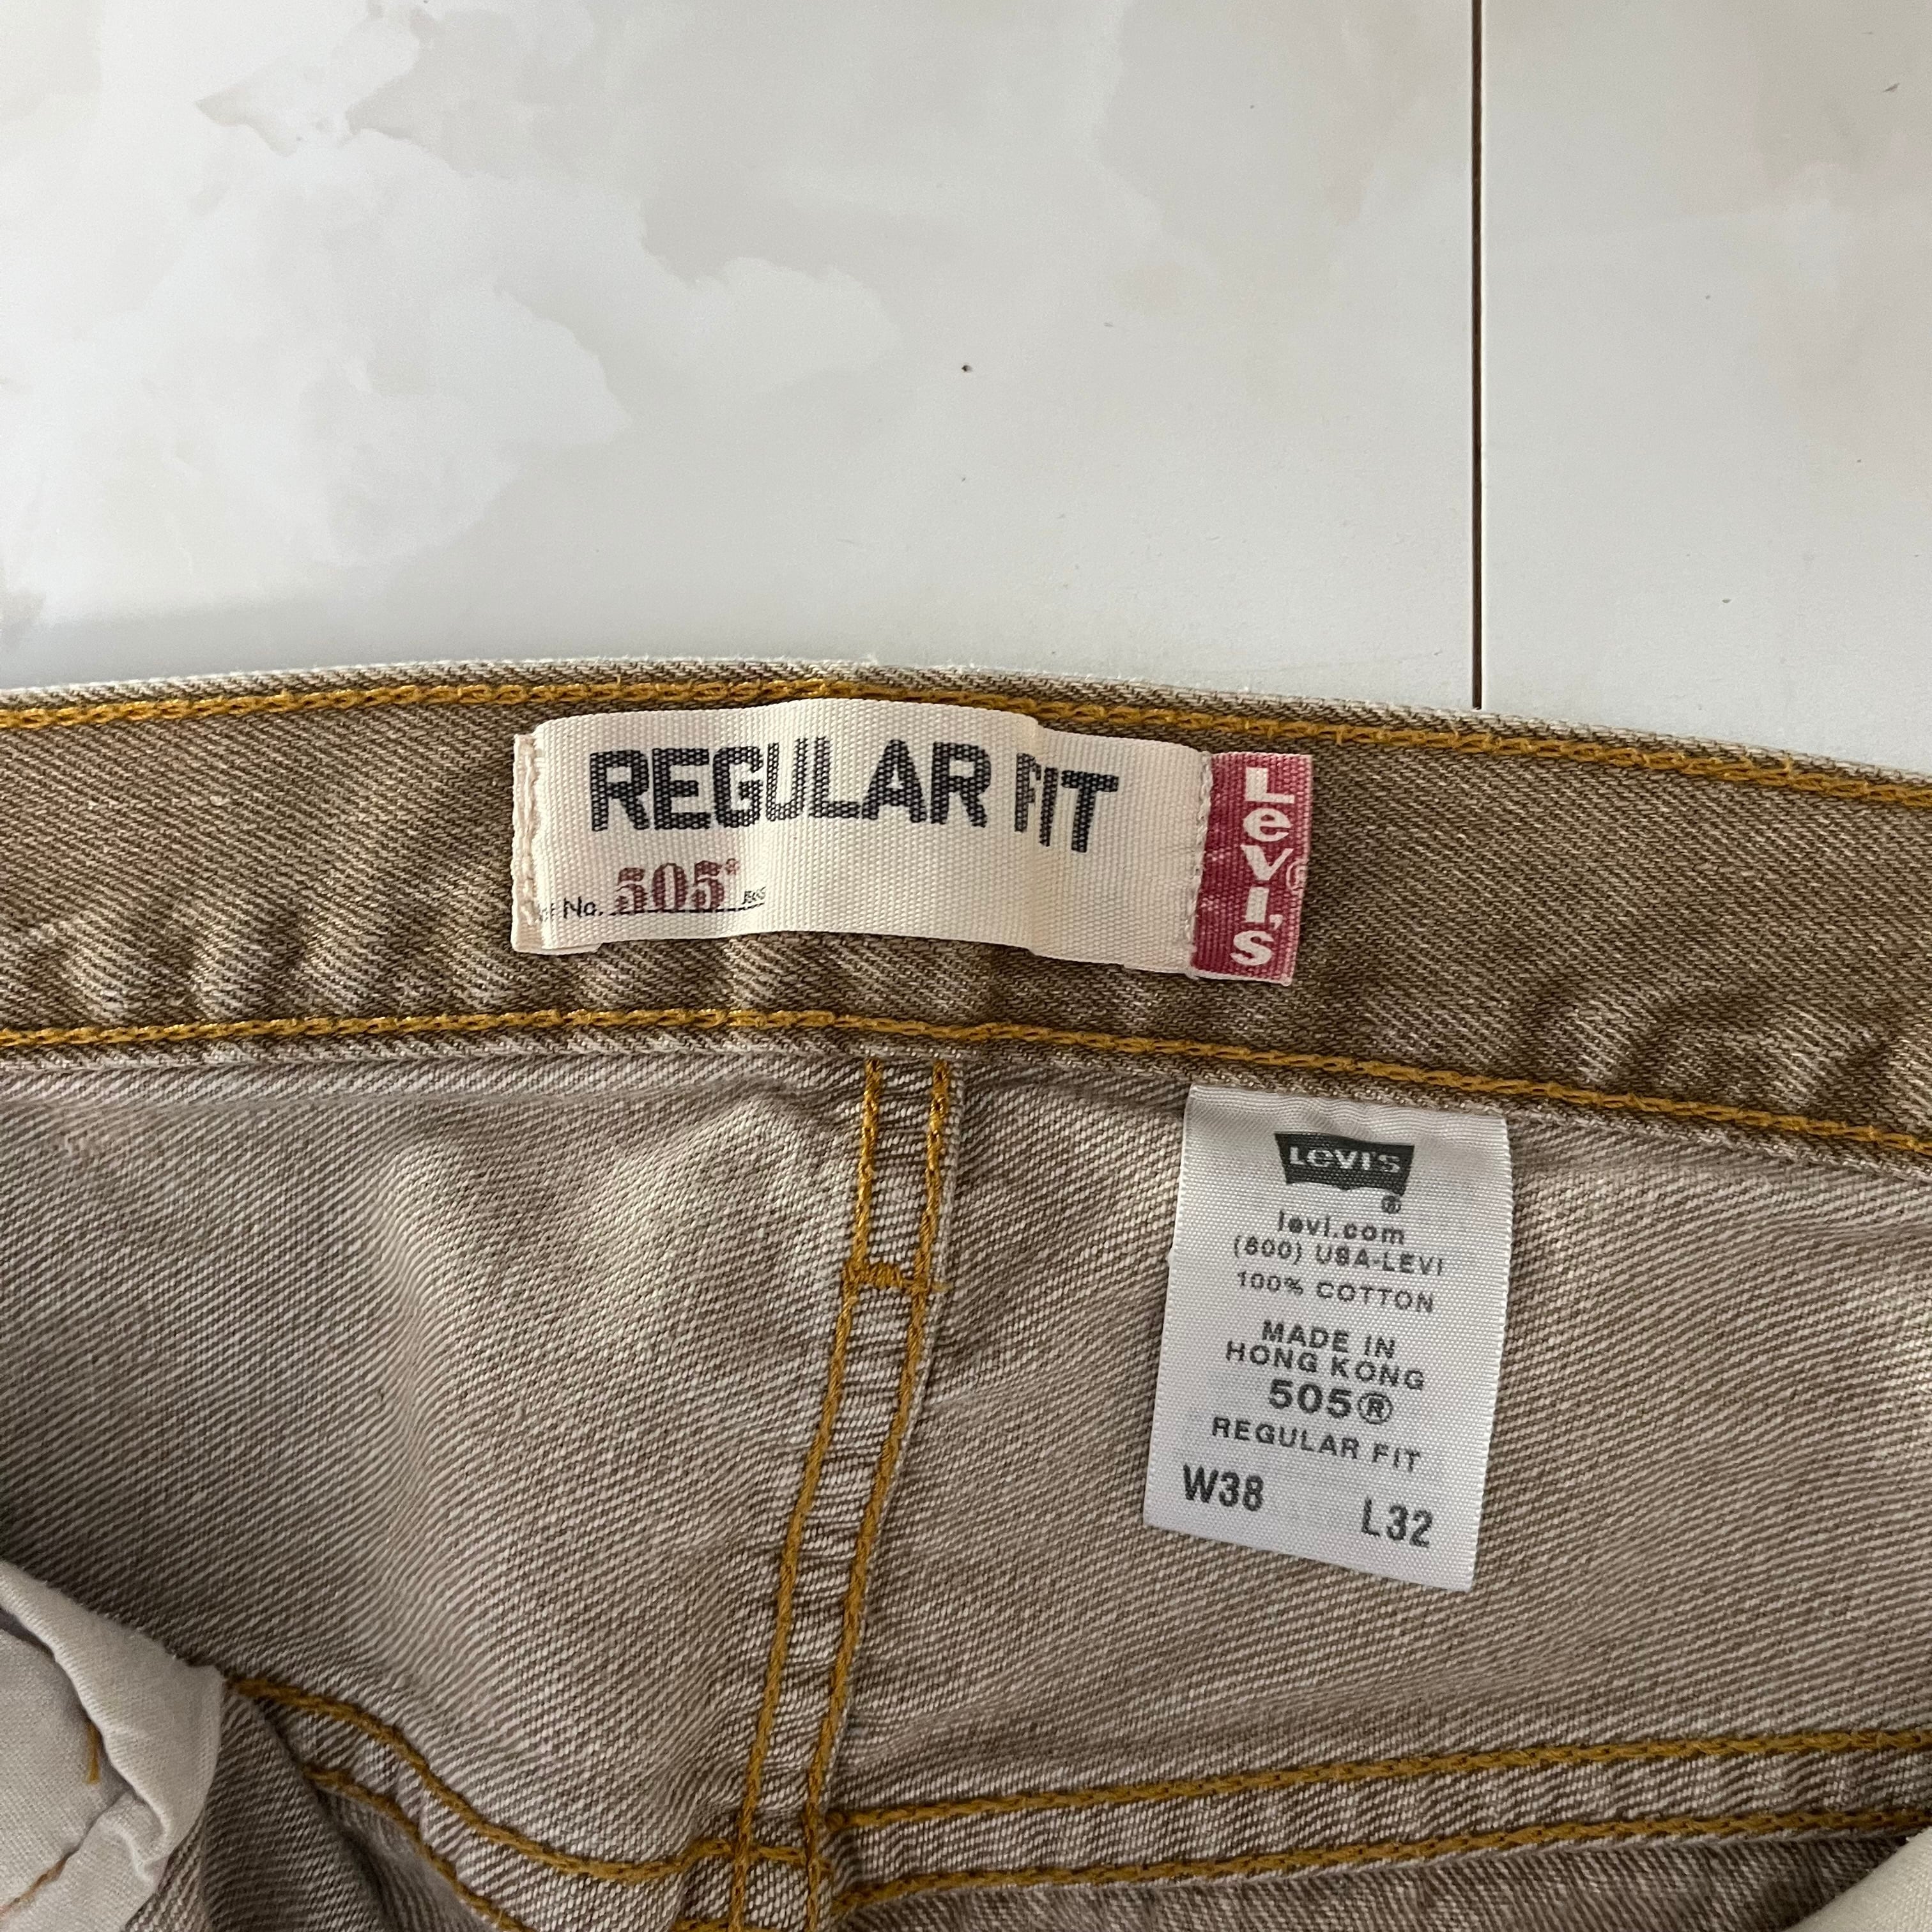 REGULAR FIT
No. 505®
Levi's®
Levi's
®
levi.com
(800) USA-LEVI
100% COTTON
MADE IN
HONG KONG
505®
REGULAR FIT
W38 L32